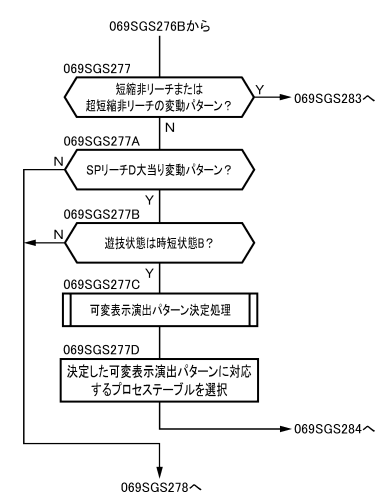 069SGS276Bから
069SGS277
短縮非リーチまたは
超短縮非リーチの変動パターン?
Y
069SGS283へ
N
069SGS277A
N
SPリーチD大当り変動パターン?
Y
069SGS277B
N
遊技状態は時短状態B?
Y
069SGS277C
可変表示演出パターン決定処理
069SGS277D
決定した可変表示演出パターンに対応
するプロセステーブルを選択
069SGS284へ
069SGS278へ